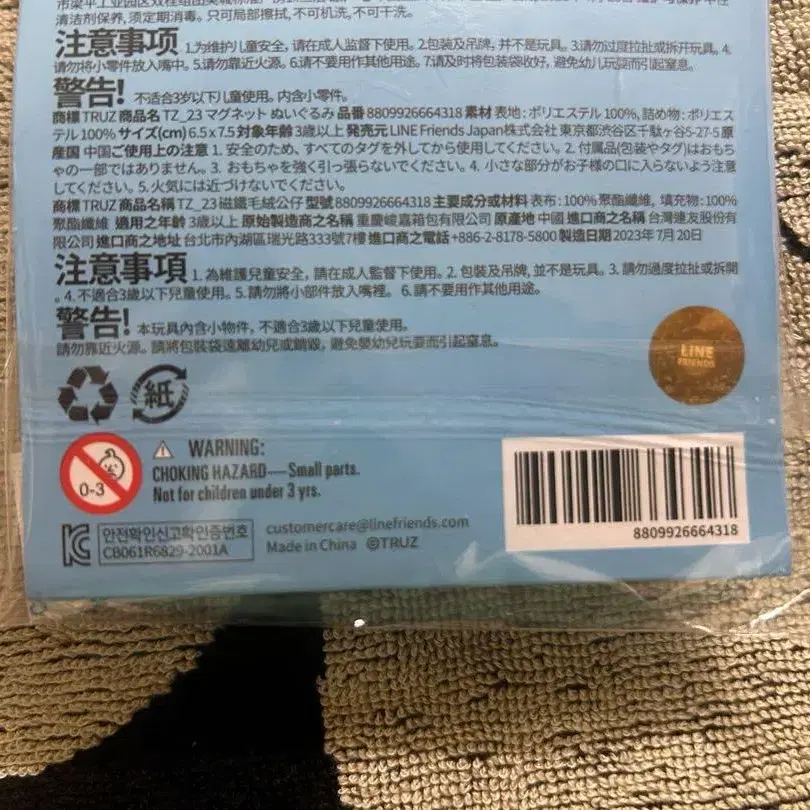 清洁剂保养, 须定期消毒。只可局部擦拭, 不可机洗, 不可干洗。
注意事项 1.为维护儿童安全, 请在成人监督下使用。2.包装及吊牌, 并不是玩具。3.请勿过度拉扯或拆开玩具。4.
请勿将小零件放入嘴中。5.请勿靠近火源。6.请不要用作其他用途。7.请及时将包装袋收好, 避免幼儿玩耍而引起窒息。
警告! 不适合3岁以下儿童使用。内含小零件。
商標 TRUZ 商品名 TZ_23 マグネット ぬいぐるみ 品番 8809926664318 素材 表地 : ポリエステル 100%, 詰め物 : ポリエス
テル 100% サイズ(cm) 6.5 x 7.5 対象年齢 3歳以上 発売元 LINE Friends Japan株式会社 東京都渋谷区千駄ヶ谷5-27-5 原
産国 中国 ご使用上の注意 1. 安全のため、すべてのタグを外してから使用してください。2. 付属品(包装やタグ)はおもち
ゃの一部ではありません。3. おもちゃを強く引っ張らないでください。4. 小さな部分がお子様の口に入らないよう注意
してください。5. 火気には近づけないでください。
商標 TRUZ 商品名稱 TZ_23 磁鐵毛絨公仔 型號 8809926664318 主要成分或材料 表布 : 100% 聚酯纖維, 填充物 : 100%
聚酯纖維 適用之年齡 3歲以上 原始製造商之名稱 重慶峻嘉箱包有限公司 原產地 中國 進口商之名稱 台灣連友股份有
限公司 進口商之地址 台北市內湖區瑞光路333號7樓 進口商之電話 +886-2-8178-5800 製造日期 2023年 7月 20日
注意事項 1. 為維護兒童安全, 請在成人監督下使用。2. 包裝及吊牌, 並不是玩具。3. 請勿過度拉扯或拆開
。4. 不適合3歲以下兒童使用。5. 請勿將小部件放入嘴裡。 6. 請不要用作其他用途。
警告! 本玩具內含小物件, 不適合3歲以下兒童使用。
請勿靠近火源。請將包裝袋遠離幼兒或銷毀, 避免嬰幼兒玩耍而引起窒息。
LINE
FRIENDS
紙
0-3
WARNING:
CHOKING HAZARD—Small parts.
Not for children under 3 yrs.
안전확인신고확인증번호
CB061R6829-2001A
customercare@linefriends.com
Made in China ©TRUZ
8809926664318